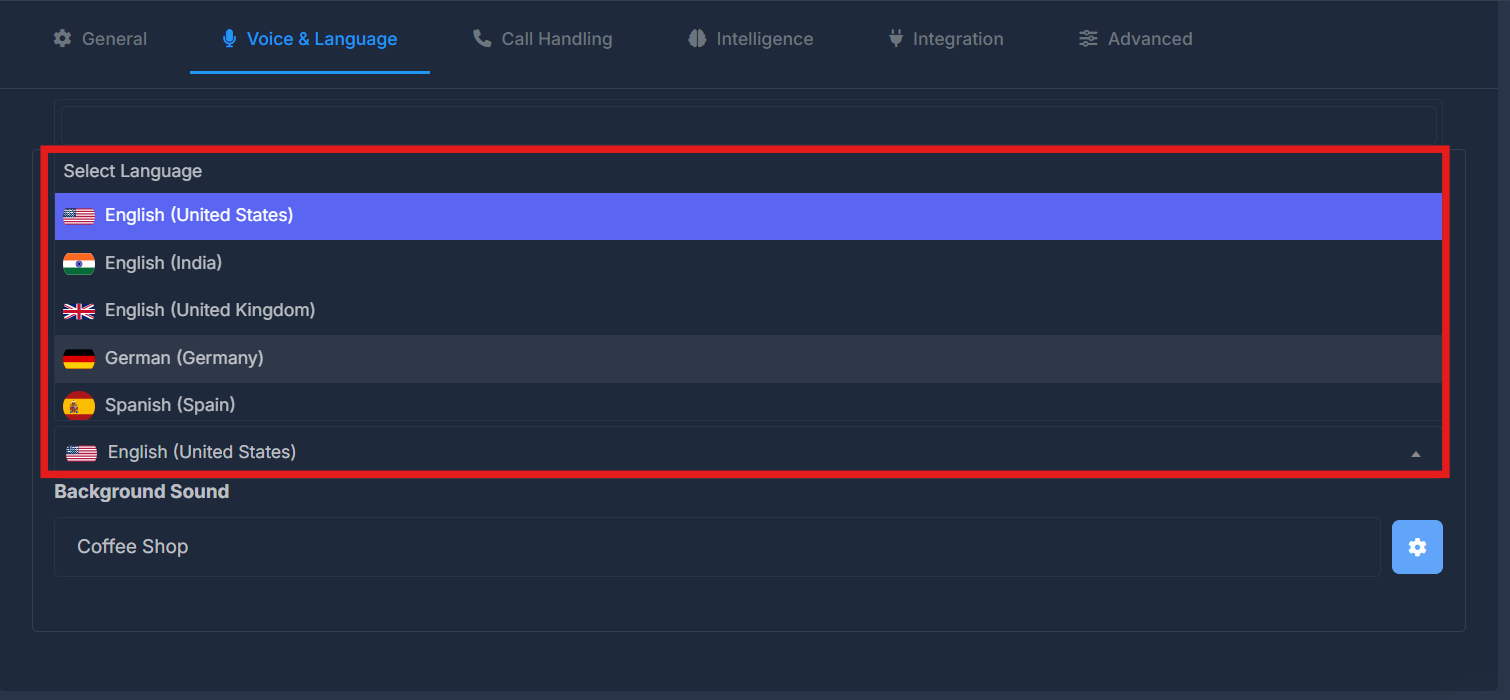 General
Voice & Language
Call Handling
Intelligence
Integration
Advanced
Select Language
English (United States)
English (India)
English (United Kingdom)
German (Germany)
Spanish (Spain)
English (United States)
Background Sound
Coffee Shop